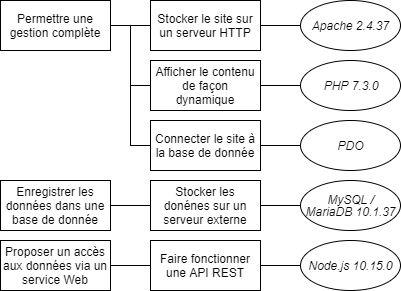 Permettre une
gestion complète
Stocker le site sur
un serveur HTTP
Apache 2.4.37
Afficher le contenu
de façon
dynamique
PHP 7.3.0
Connecter le site à
la base de donnée
PDO
Enregistrer les
données dans une
base de donnée
Stocker les
donénes sur un
serveur externe
MySQL /
MariaDB 10.1.37
Proposer un accès
aux données via un
service Web
Faire fonctionner
une API REST
Node.js 10.15.0